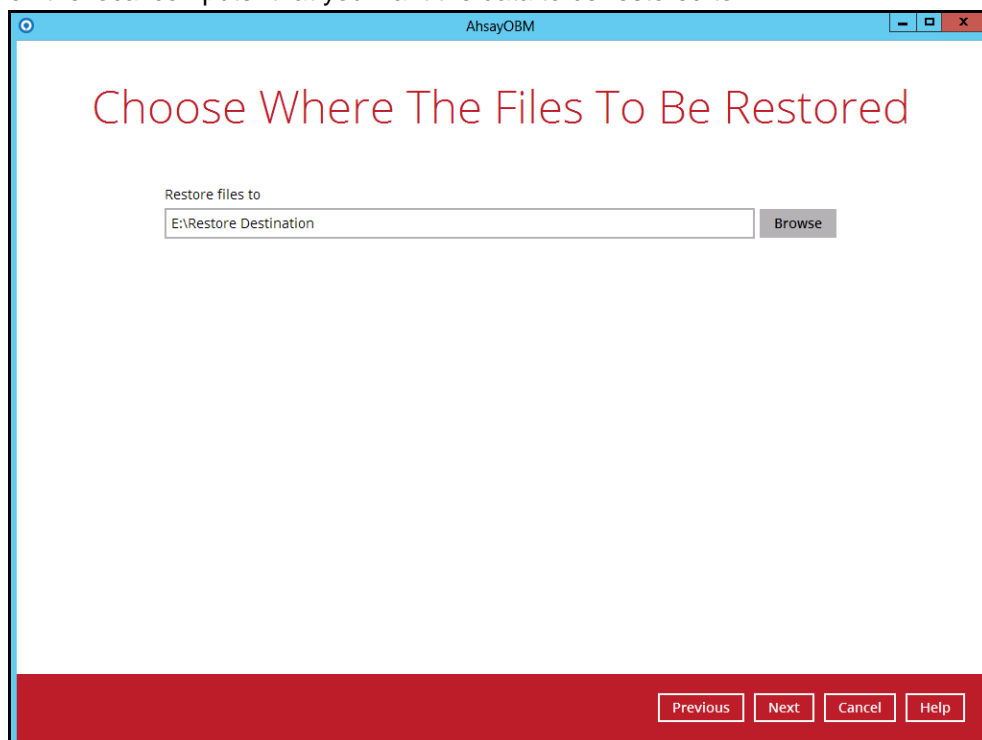 AhsayOBM
Choose Where The Files To Be Restored
Restore files to
E:\Restore Destination
Browse
Previous Next Cancel Help